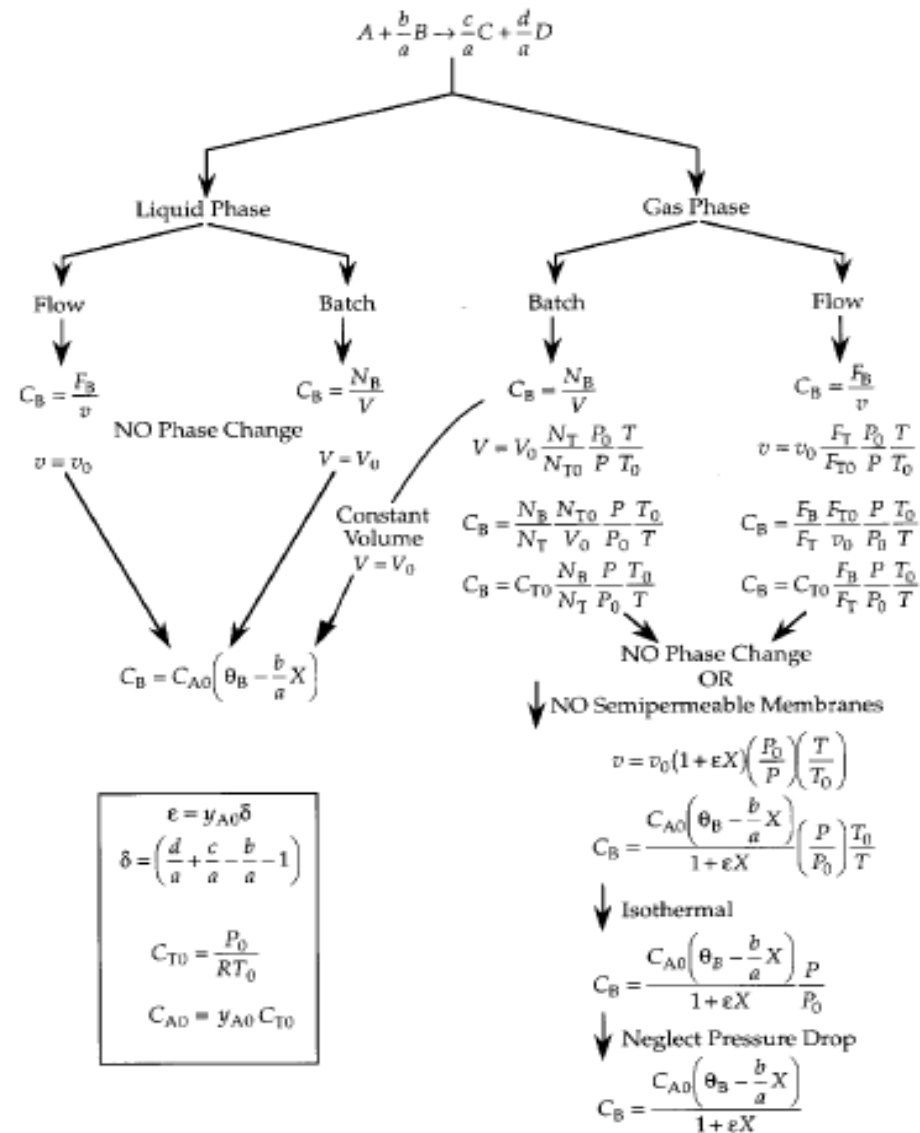 A + b/a B → c/a C + d/a D
Liquid Phase
Gas Phase
Flow
Batch
Batch
Flow
C_B = F_B/v
C_B = N_B/V
C_B = N_B/V
C_B = F_B/v
NO Phase Change
v = v_0
V = V_0
V = V_0 N_T/N_T0 P_0/P T/T_0
v = v_0 F_T/F_T0 P_0/P T/T_0
Constant
Volume
V = V_0
C_B = N_B/N_T N_T0/V_0 P/P_0 T_0/T
C_B = F_B/F_T F_T0/v_0 P/P_0 T_0/T
C_B = C_T0 N_B/N_T P/P_0 T_0/T
C_B = C_T0 F_B/F_T P/P_0 T_0/T
C_B = C_A0(θ_B − b/a X)
NO Phase Change
OR
NO Semipermeable Membranes
v = v_0(1 + εX)(P_0/P)(T/T_0)
C_B = C_A0(θ_B − b/a X)/(1 + εX) (P/P_0) T_0/T
Isothermal
C_B = C_A0(θ_B − b/a X)/(1 + εX) P/P_0
Neglect Pressure Drop
C_B = C_A0(θ_B − b/a X)/(1 + εX)
ε = y_A0 δ
δ = (d/a + c/a − b/a − 1)
C_T0 = P_0/RT_0
C_A0 = y_A0 C_T0